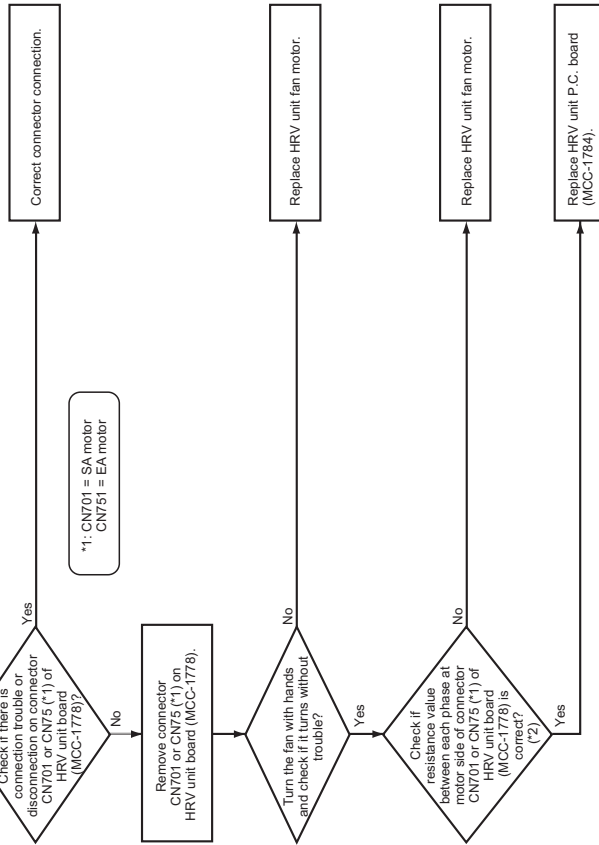 Check if there is
connection trouble or
disconnection on connector
CN701 or CN75 (*1) of
HRV unit board
(MCC-1778)?
Yes
Correct connector connection.
No
*1: CN701 = SA motor
CN751 = EA motor
Remove connector
CN701 or CN75 (*1) on
HRV unit board (MCC-1778).
Turn the fan with hands
and check if it turns without
trouble?
No
Replace HRV unit fan motor.
Yes
Check if
resistance value
between each phase at
motor side of connector
CN701 or CN75 (*1) of
HRV unit board
(MCC-1778) is
correct?
(*2)
No
Replace HRV unit fan motor.
Yes
Replace HRV unit P.C. board
(MCC-1784).